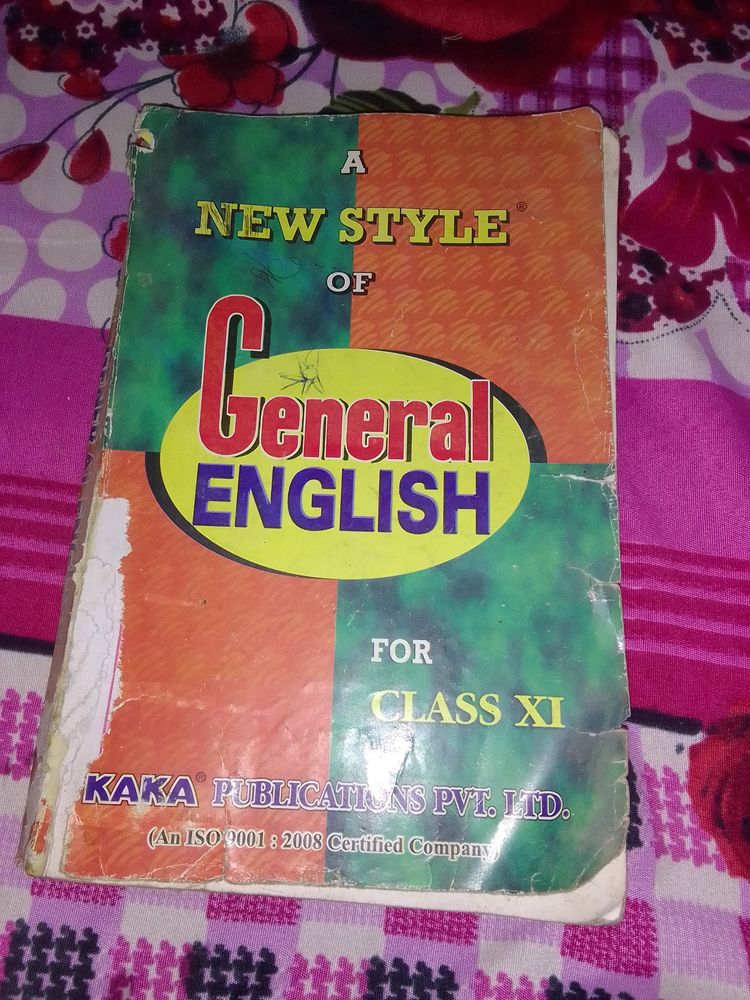 A
NEW STYLE®
OF
General
ENGLISH
FOR
CLASS XI
KAKA® PUBLICATIONS PVT. LTD.
(An ISO 9001 : 2008 Certified Company)